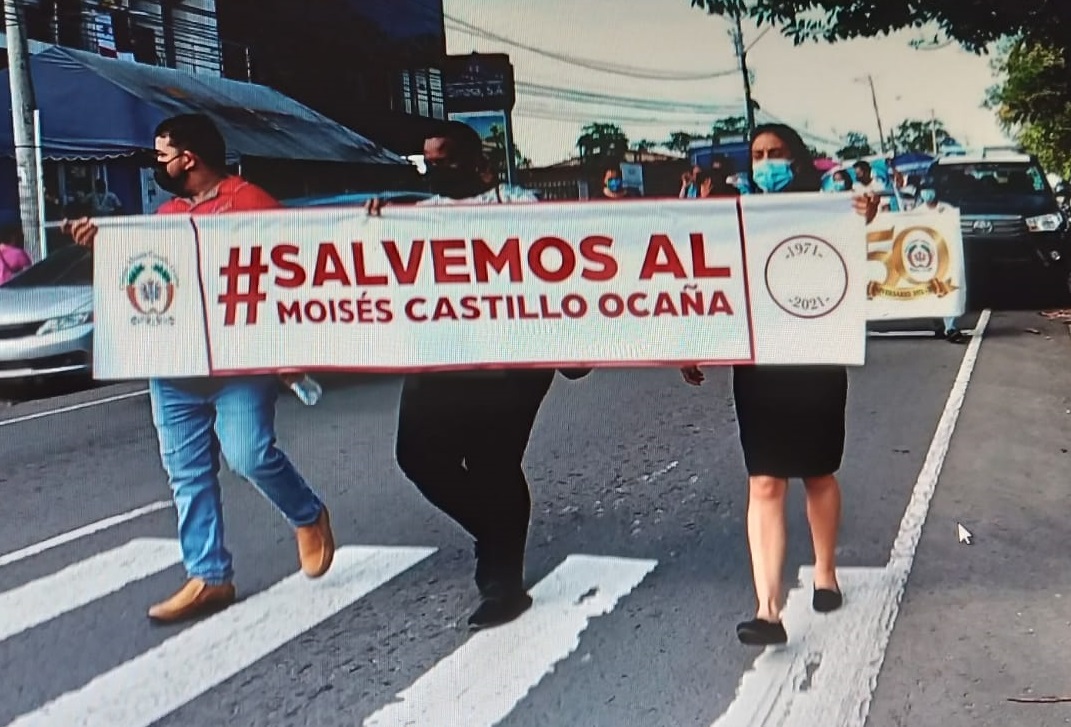 #SALVEMOS AL
MOISÉS CASTILLO OCAÑA
-1971-
-2021-
50